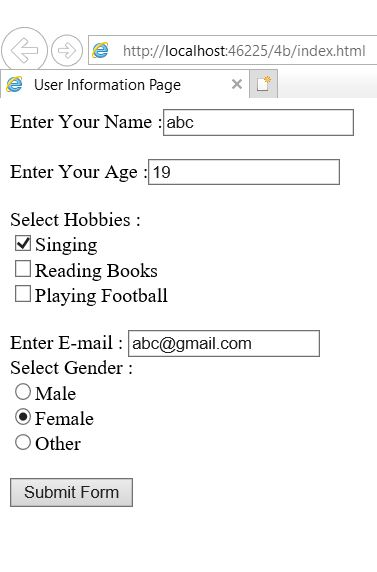 http://localhost:46225/4b/index.html
User Information Page
Enter Your Name : abc
Enter Your Age : 19
Select Hobbies :
Singing
Reading Books
Playing Football
Enter E-mail : abc@gmail.com
Select Gender :
Male
Female
Other
Submit Form